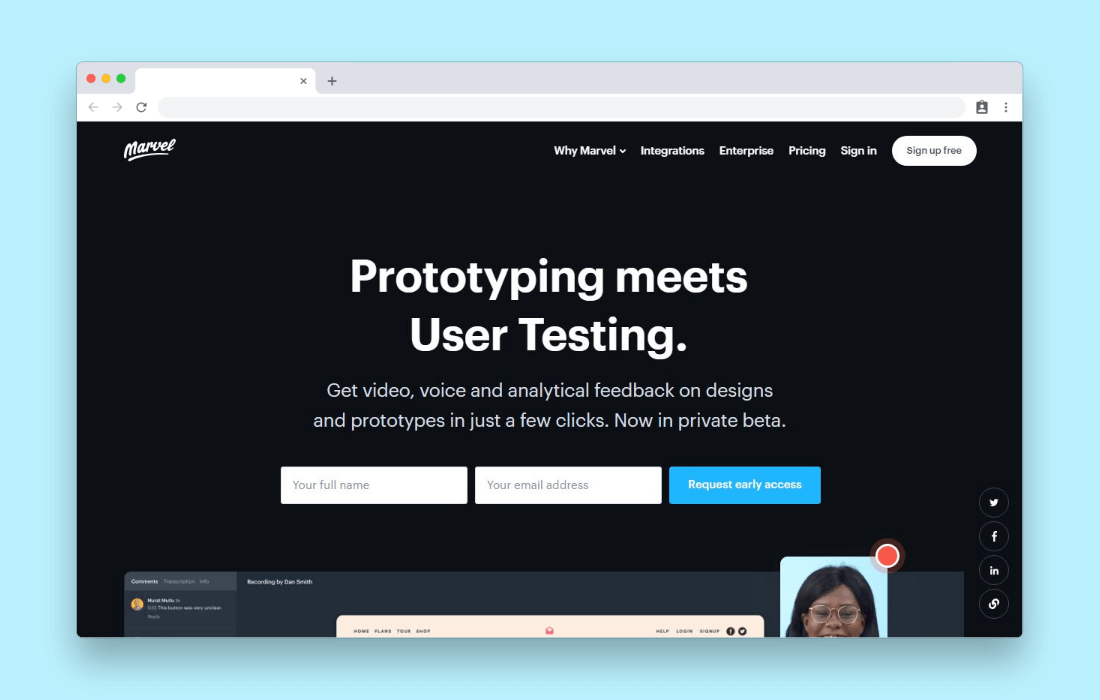 Marvel
Why Marvel
Integrations
Enterprise
Pricing
Sign in
Sign up free
Prototyping meets
User Testing.
Get video, voice and analytical feedback on designs
and prototypes in just a few clicks. Now in private beta.
Your full name
Your email address
Request early access
Comments Transcription Info
Recording by Dan Smith
Murat Mutlu
This button was very unclear.
Reply
HOME PLANS TOUR SHOP
HELP LOGIN SIGNUP